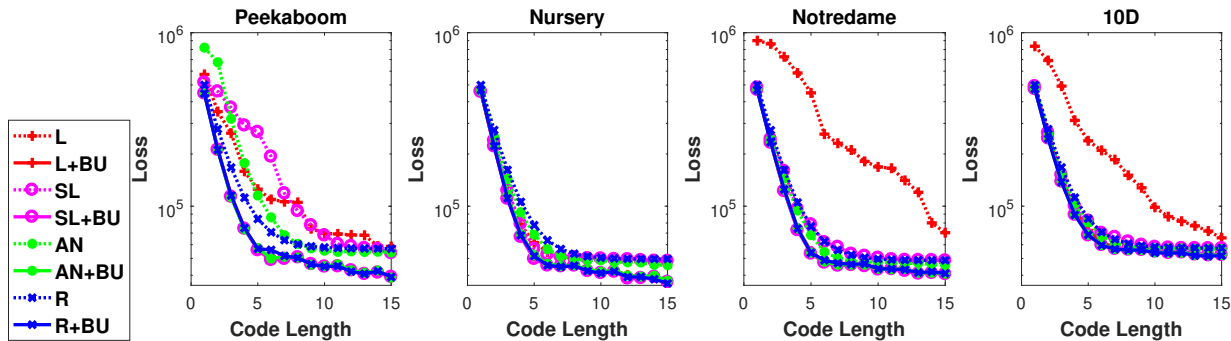 Peekaboom
Nursery
Notredame
10D
L
L+BU
SL
SL+BU
AN
AN+BU
R
R+BU
Loss
10^6
10^5
0 5 10 15
Code Length
Loss
10^6
10^5
0 5 10 15
Code Length
Loss
10^6
10^5
0 5 10 15
Code Length
Loss
10^6
10^5
0 5 10 15
Code Length